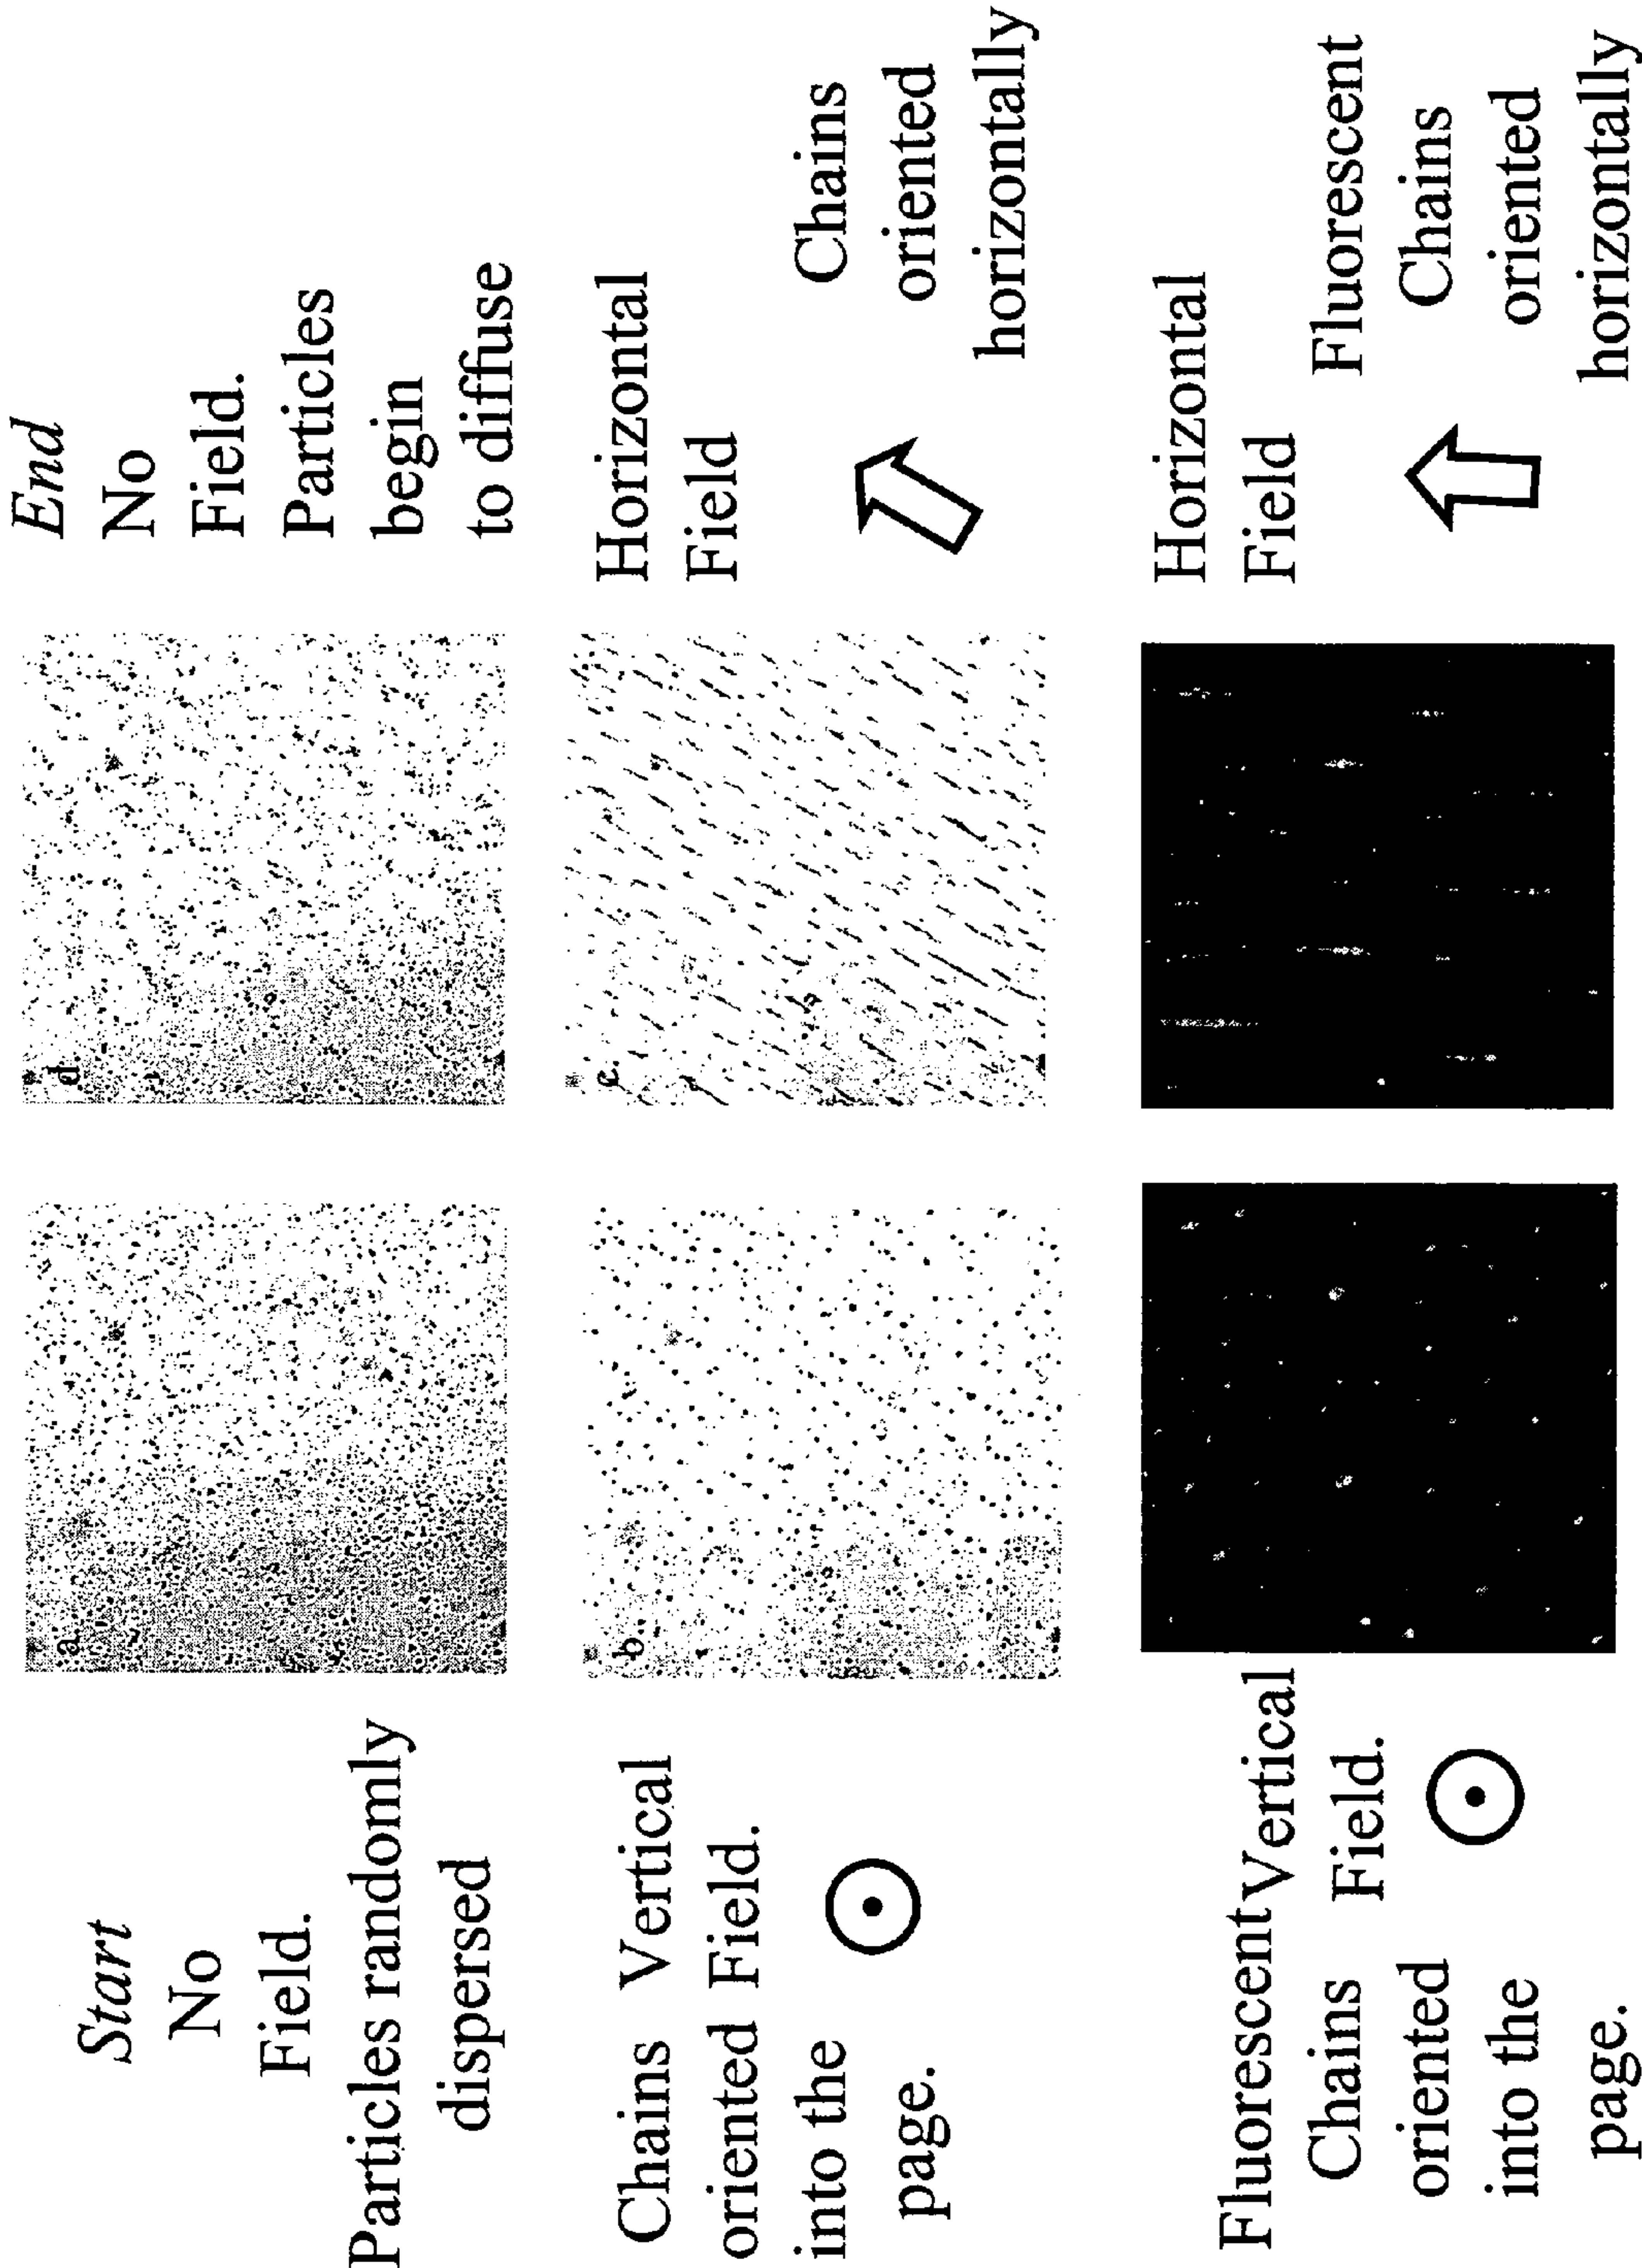 Start
No
Field.
Particles randomly
dispersed
a
d
End
No
Field.
Particles
begin
to diffuse
Chains
oriented
into the
page.
Vertical
Field.
b
c
Horizontal
Field
Chains
oriented
horizontally
Fluorescent
Chains
oriented
into the
page.
Vertical
Field.
Horizontal
Field
Fluorescent
Chains
oriented
horizontally